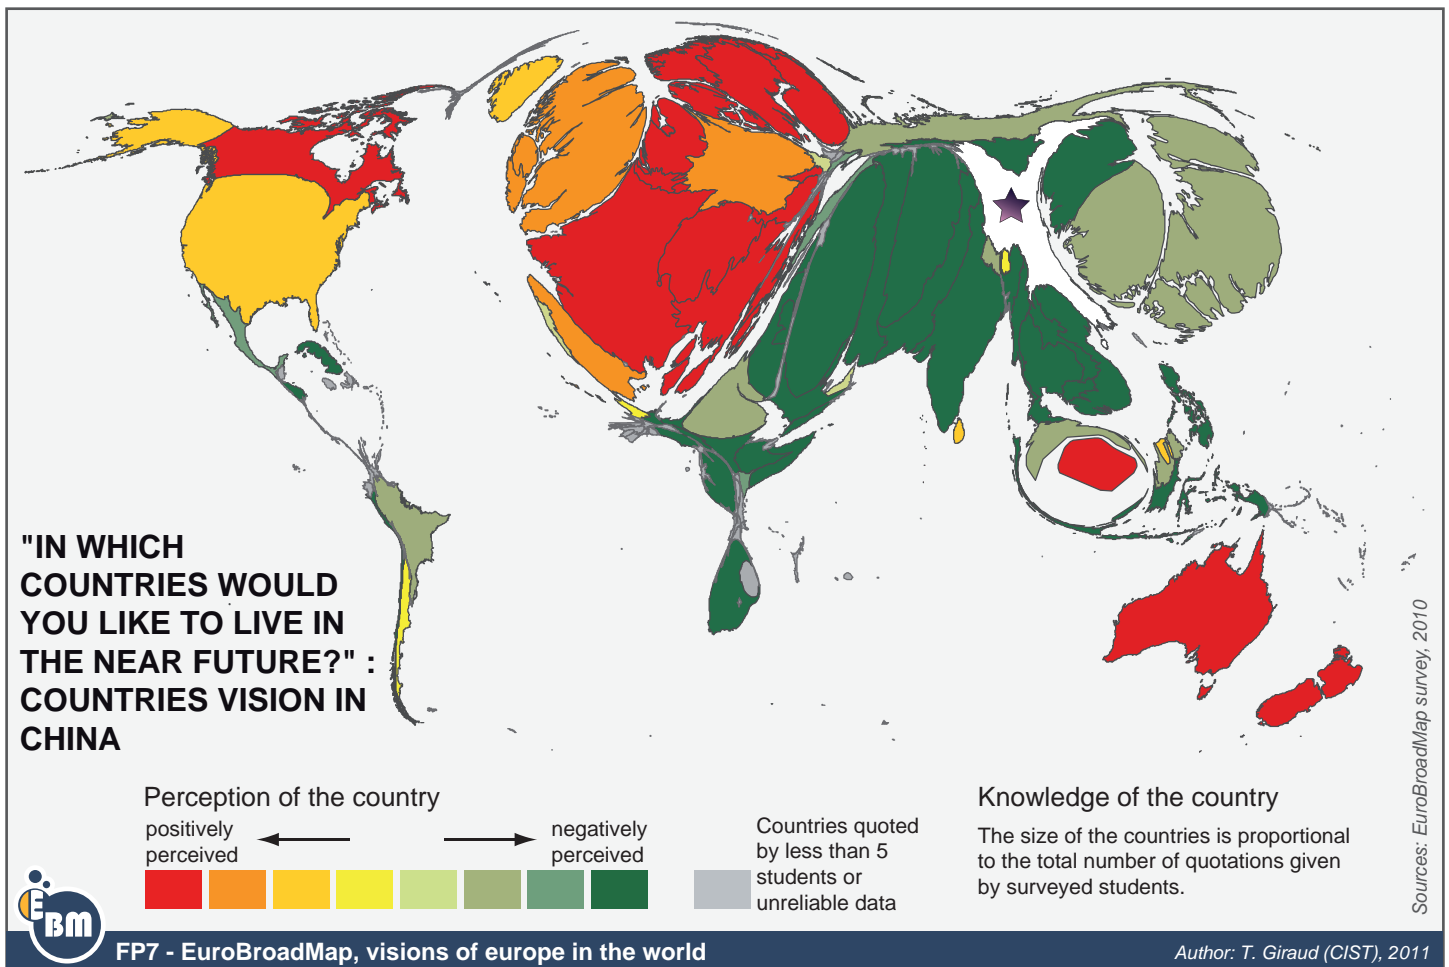 "IN WHICH
COUNTRIES WOULD
YOU LIKE TO LIVE IN
THE NEAR FUTURE?" :
COUNTRIES VISION IN
CHINA
Perception of the country
positively
perceived
negatively
perceived
Countries quoted
by less than 5
students or
unreliable data
Knowledge of the country
The size of the countries is proportional
to the total number of quotations given
by surveyed students.
Sources: EuroBroadMap survey, 2010
EBM
FP7 - EuroBroadMap, visions of europe in the world
Author: T. Giraud (CIST), 2011